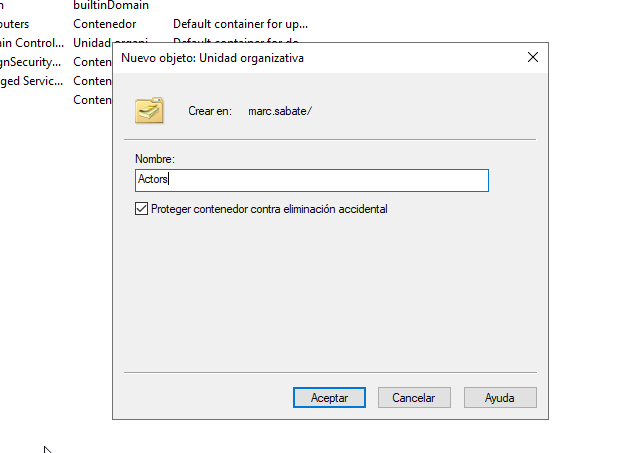 builtinDomain
outers Contenedor Default container for up...
ain Control... Unidad organi... Default container for do...
gnSecurity... Conten
ged Servic... Conten
Conten
Nuevo objeto: Unidad organizativa
Crear en: marc.sabate/
Nombre:
Actors
Proteger contenedor contra eliminación accidental
Aceptar Cancelar Ayuda